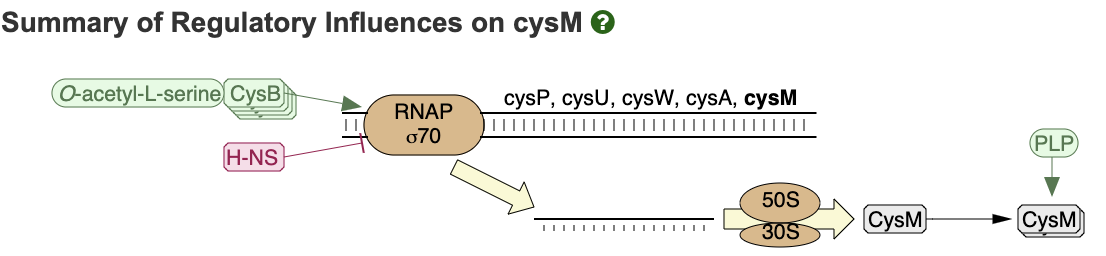 Summary of Regulatory Influences on cysM ?
O-acetyl-L-serine CysB
RNAP
σ70
cysP, cysU, cysW, cysA, cysM
H-NS
PLP
50S
30S
CysM
CysM